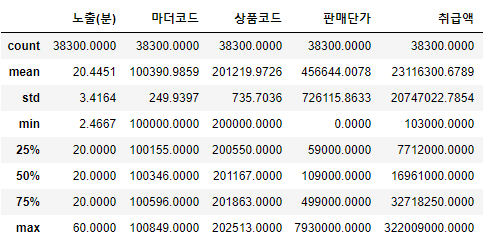 노출(분) 마더코드 상품코드 판매단가 취급액
count 38300.0000 38300.0000 38300.0000 38300.0000 38300.0000
mean 20.4451 100390.9859 201219.9726 456644.0078 23116300.6789
std 3.4164 249.9397 735.7036 726115.8633 20747022.7854
min 2.4667 100000.0000 200000.0000 0.0000 103000.0000
25% 20.0000 100155.0000 200550.0000 59000.0000 7712000.0000
50% 20.0000 100346.0000 201167.0000 109000.0000 16961000.0000
75% 20.0000 100596.0000 201863.0000 499000.0000 32718250.0000
max 60.0000 100849.0000 202513.0000 7930000.0000 322009000.0000